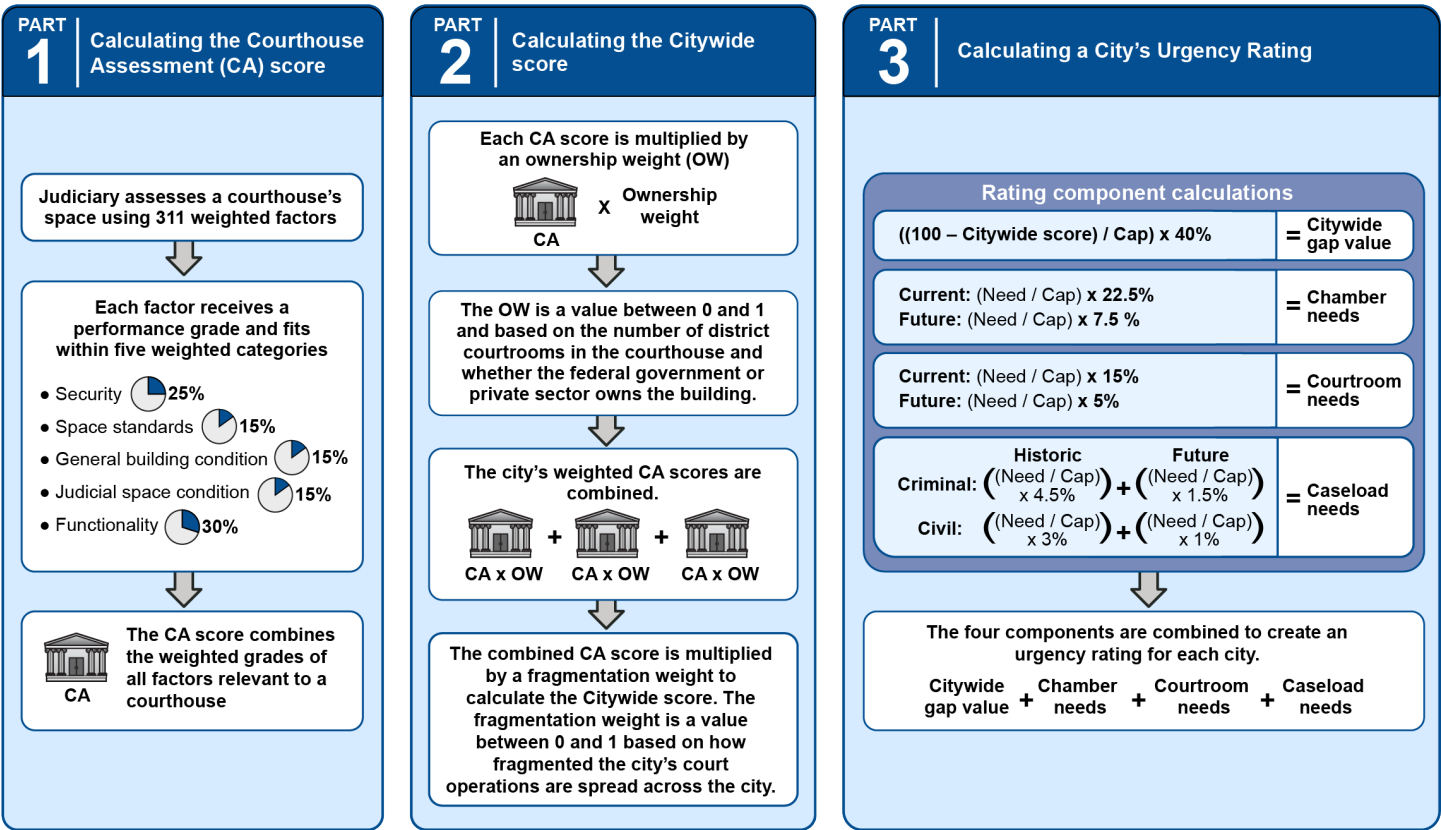 PART
1
Calculating the Courthouse
Assessment (CA) score
Judiciary assesses a courthouse's
space using 311 weighted factors
Each factor receives a
performance grade and fits
within five weighted categories
• Security 25%
• Space standards 15%
• General building condition 15%
• Judicial space condition 15%
• Functionality 30%
The CA score combines
the weighted grades of
all factors relevant to a
courthouse
CA
PART
2
Calculating the Citywide
score
Each CA score is multiplied by
an ownership weight (OW)
CA
X
Ownership
weight
The OW is a value between 0 and 1
and based on the number of district
courtrooms in the courthouse and
whether the federal government or
private sector owns the building.
The city's weighted CA scores are
combined.
+ +
CA x OW CA x OW CA x OW
The combined CA score is multiplied
by a fragmentation weight to
calculate the Citywide score. The
fragmentation weight is a value
between 0 and 1 based on how
fragmented the city's court
operations are spread across the city.
PART
3
Calculating a City's Urgency Rating
Rating component calculations
((100 – Citywide score) / Cap) x 40%
= Citywide
gap value
Current: (Need / Cap) x 22.5%
Future: (Need / Cap) x 7.5 %
= Chamber
needs
Current: (Need / Cap) x 15%
Future: (Need / Cap) x 5%
= Courtroom
needs
Historic Future
Criminal: ((Need / Cap) x 4.5%) + ((Need / Cap) x 1.5%)
Civil: ((Need / Cap) x 3%) + ((Need / Cap) x 1%)
= Caseload
needs
The four components are combined to create an
urgency rating for each city.
Citywide
gap value
+
Chamber
needs
+
Courtroom
needs
+
Caseload
needs